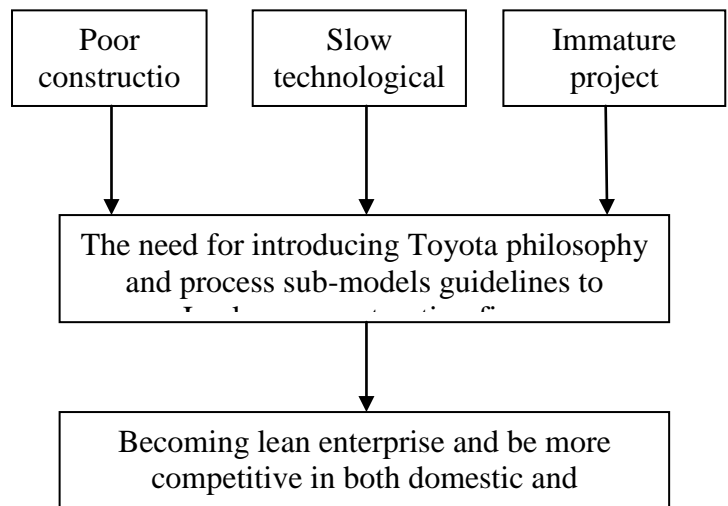 Poor
constructio
Slow
technological
Immature
project
The need for introducing Toyota philosophy
and process sub-models guidelines to
Becoming lean enterprise and be more
competitive in both domestic and